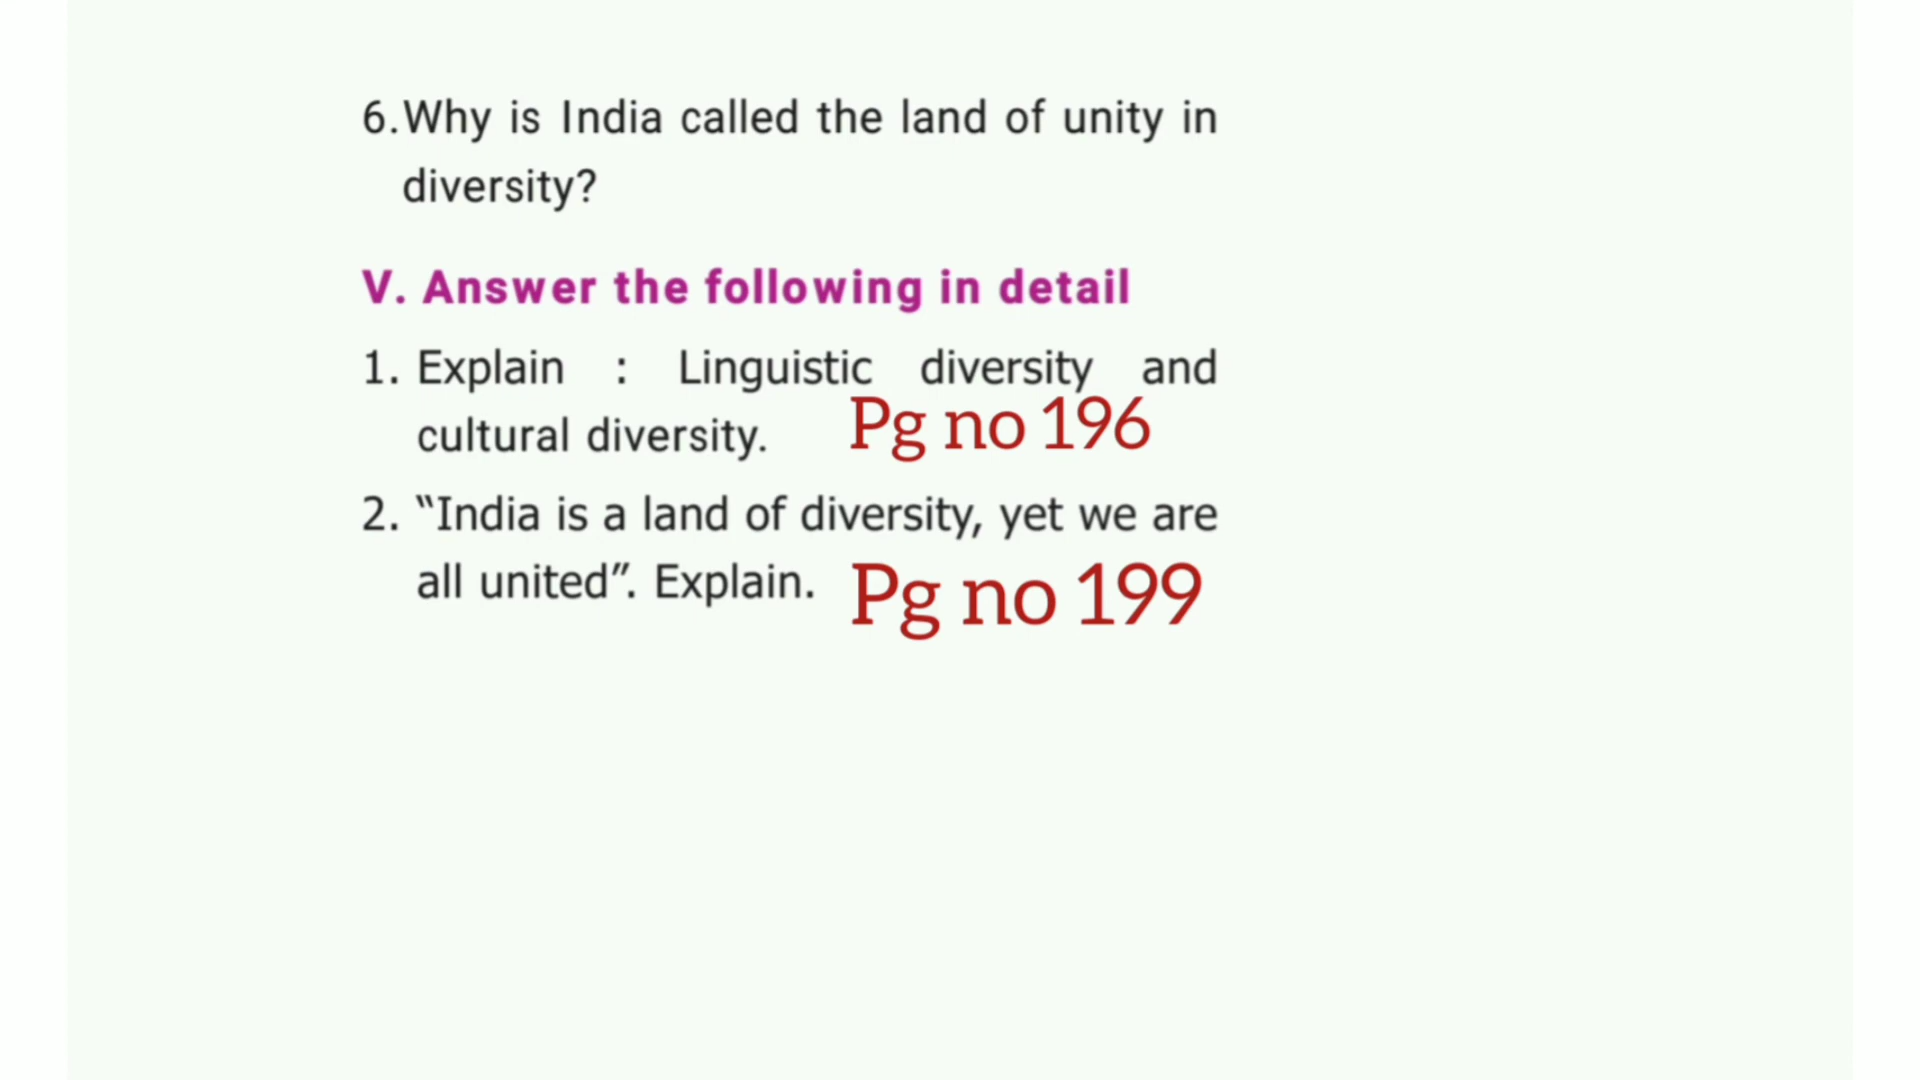 6.Why is India called the land of unity in
diversity?
V. Answer the following in detail
1. Explain : Linguistic diversity and
cultural diversity. Pg no 196
2. “India is a land of diversity, yet we are
all united”. Explain. Pg no 199